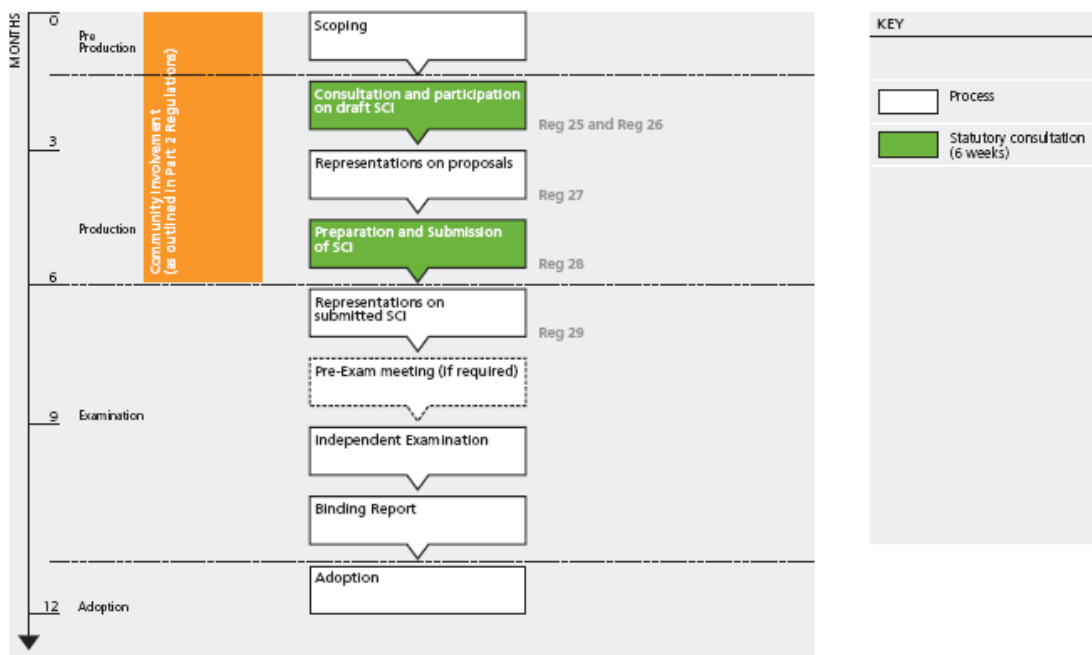 MONTHS
0
Pre
Production
Community Involvement
(as outlined in Part 2 Regulations)
Scoping
Consultation and participation
on draft SCI
Reg 25 and Reg 26
3
Representations on proposals
Reg 27
Production
Preparation and Submission
of SCI
Reg 28
6
Representations on
submitted SCI
Reg 29
Pre-Exam meeting (if required)
9
Examination
Independent Examination
Binding Report
Adoption
12
Adoption
KEY
Process
Statutory consultation
(6 weeks)